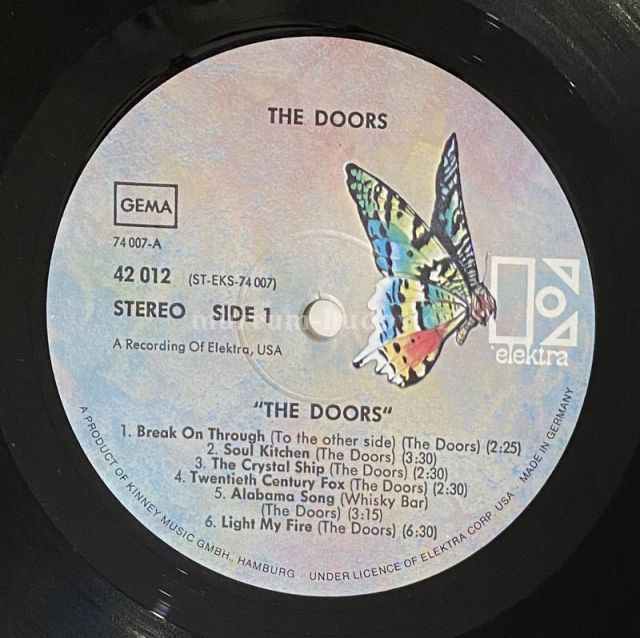 THE DOORS
GEMA
74 007-A
42 012 (ST-EKS-74 007)
STEREO SIDE 1
A Recording Of Elektra, USA
elektra
"THE DOORS"
1. Break On Through (To the other side) (The Doors) (2:25)
2. Soul Kitchen (The Doors) (3:30)
3. The Crystal Ship (The Doors) (2:30)
4. Twentieth Century Fox (The Doors) (2:30)
5. Alabama Song (Whisky Bar)
(The Doors) (3:15)
6. Light My Fire (The Doors) (6:30)
A PRODUCT OF KINNEY MUSIC GMBH., HAMBURG · UNDER LICENCE OF ELEKTRA CORP. USA · MADE IN GERMANY